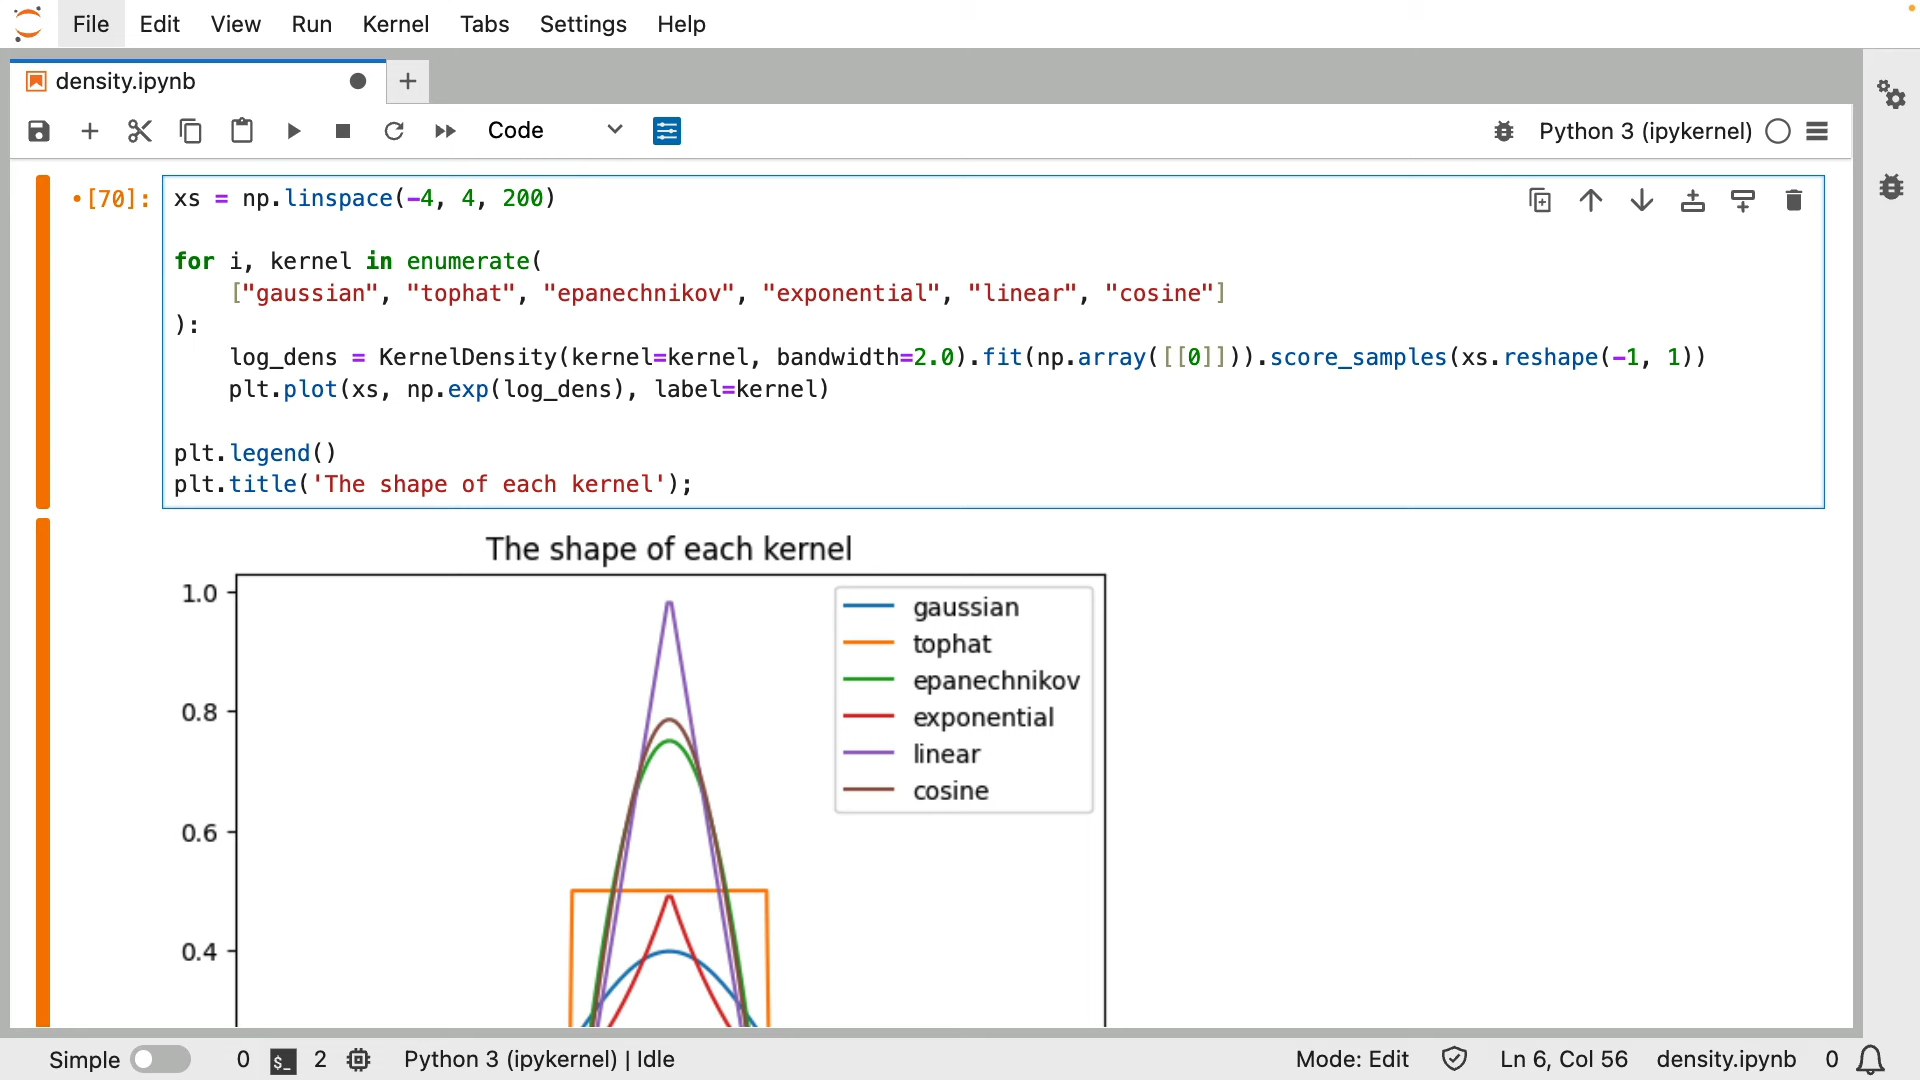 File Edit View Run Kernel Tabs Settings Help
density.ipynb
Code
Python 3 (ipykernel)
[70]:
xs = np.linspace(-4, 4, 200)
for i, kernel in enumerate(
["gaussian", "tophat", "epanechnikov", "exponential", "linear", "cosine"]
):
log_dens = KernelDensity(kernel=kernel, bandwidth=2.0).fit(np.array([[0]])).score_samples(xs.reshape(-1, 1))
plt.plot(xs, np.exp(log_dens), label=kernel)
plt.legend()
plt.title('The shape of each kernel');
The shape of each kernel
1.0
0.8
0.6
0.4
gaussian
tophat
epanechnikov
exponential
linear
cosine
Simple 0 $_ 2 Python 3 (ipykernel) | Idle Mode: Edit Ln 6, Col 56 density.ipynb 0